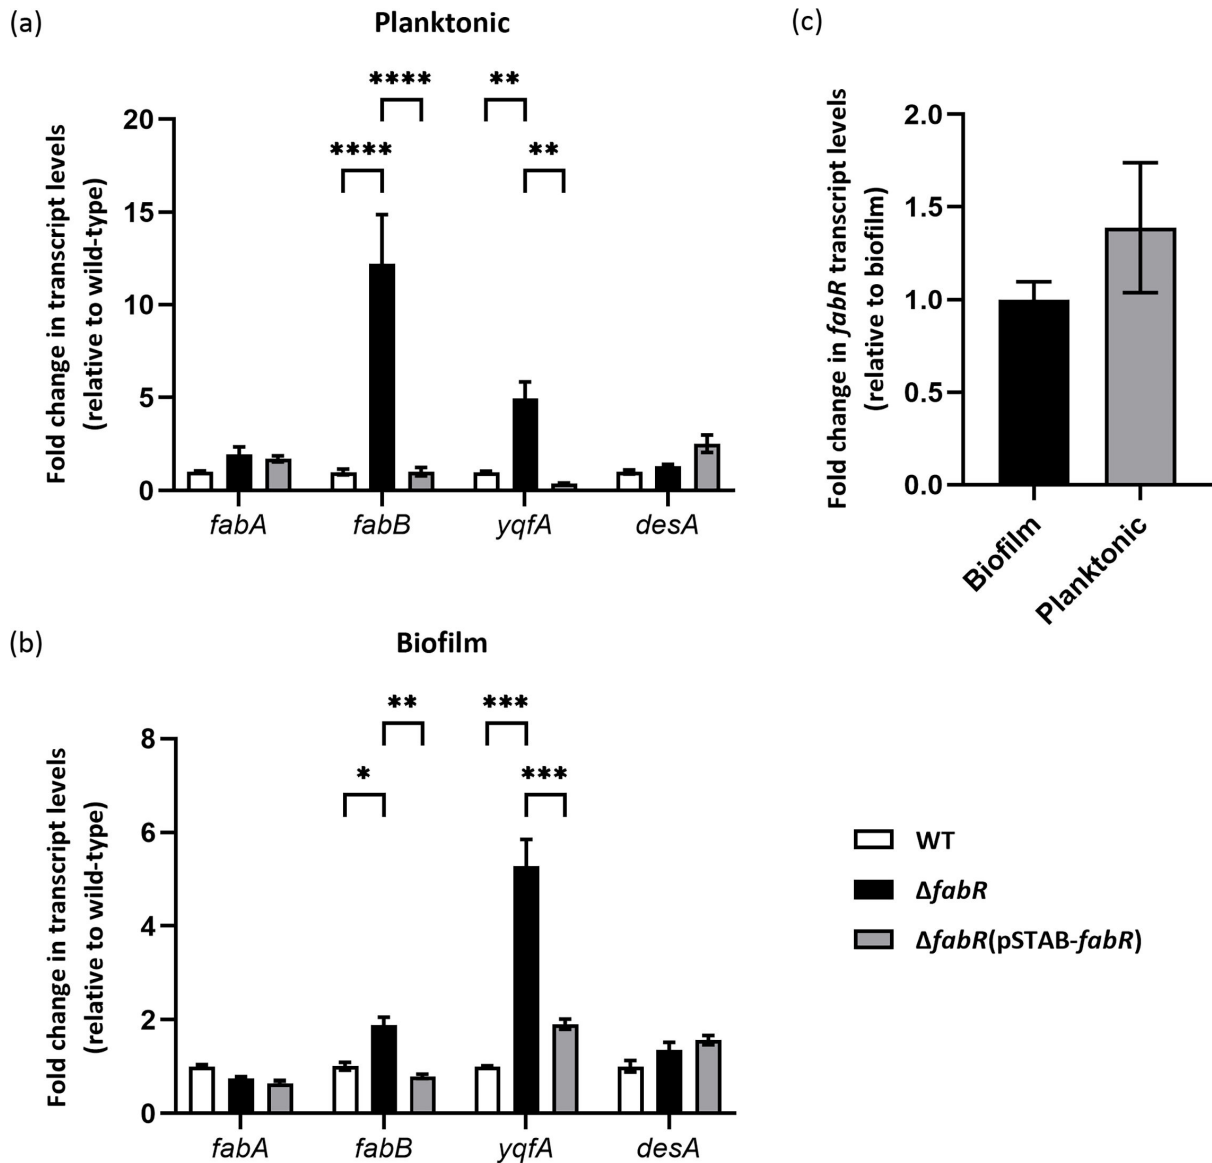 (a)
Planktonic
Fold change in transcript levels
(relative to wild-type)
20
15
10
5
0
****
**
****
**
fabA
fabB
yqfA
desA
(c)
Fold change in fabR transcript levels
(relative to biofilm)
2.0
1.5
1.0
0.5
0.0
Biofilm
Planktonic
(b)
Biofilm
Fold change in transcript levels
(relative to wild-type)
8
6
4
2
0
**
***
*
***
fabA
fabB
yqfA
desA
WT
ΔfabR
ΔfabR(pSTAB-fabR)